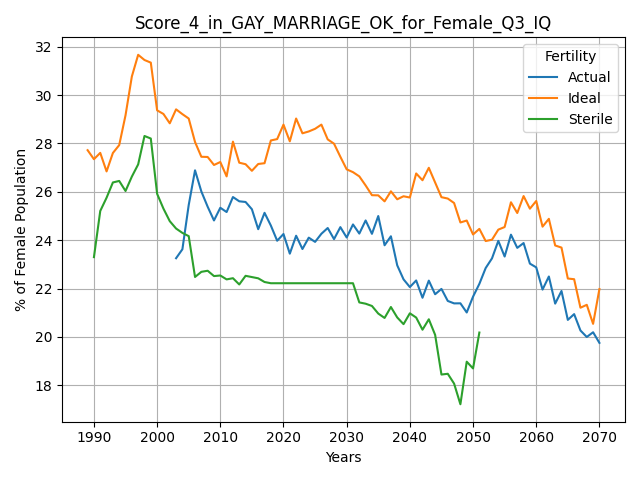 Score_4_in_GAY_MARRIAGE_OK_for_Female_Q3_IQ
Fertility
Actual
Ideal
Sterile
% of Female Population
32
30
28
26
24
22
20
18
1990 2000 2010 2020 2030 2040 2050 2060 2070
Years